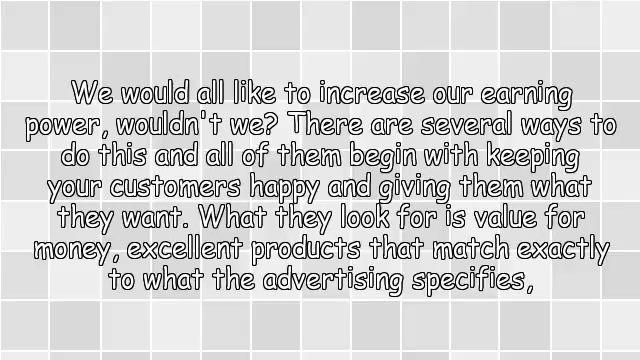 We would all like to increase our earning
power, wouldn't we? There are several ways to
do this and all of them begin with keeping
your customers happy and giving them what
they want. What they look for is value for
money, excellent products that match exactly
to what the advertising specifies,